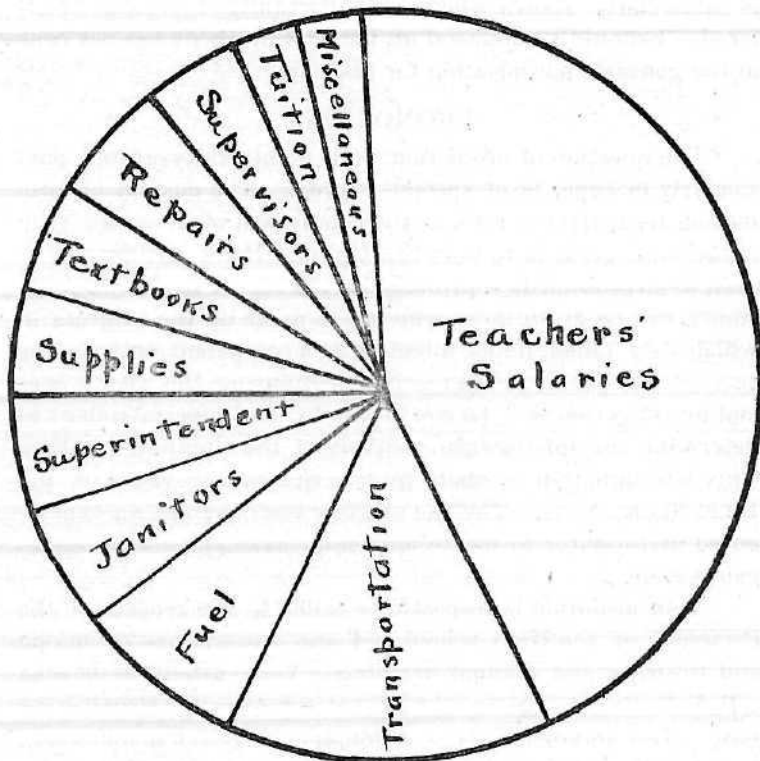 Miscellaneous
Tuition
Supervisors
Repairs
Textbooks
Supplies
Superintendent
Janitors
Fuel
Transportation
Teachers'
Salaries